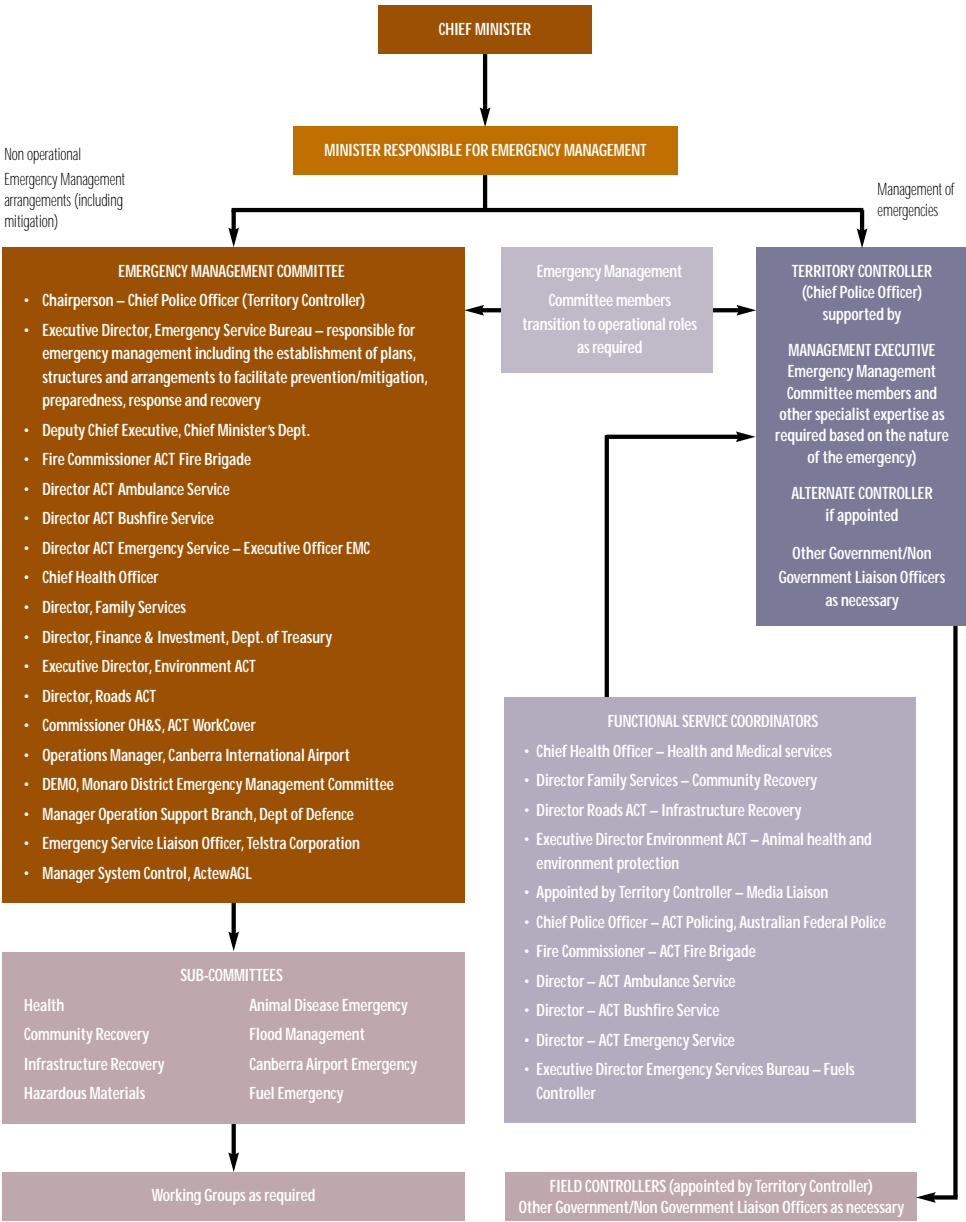 CHIEF MINISTER
MINISTER RESPONSIBLE FOR EMERGENCY MANAGEMENT
Non operational
Emergency Management
arrangements (including
mitigation)
Management of
emergencies
EMERGENCY MANAGEMENT COMMITTEE
• Chairperson – Chief Police Officer (Territory Controller)
• Executive Director, Emergency Service Bureau – responsible for
emergency management including the establishment of plans,
structures and arrangements to facilitate prevention/mitigation,
preparedness, response and recovery
• Deputy Chief Executive, Chief Minister's Dept.
• Fire Commissioner ACT Fire Brigade
• Director ACT Ambulance Service
• Director ACT Bushfire Service
• Director ACT Emergency Service – Executive Officer EMC
• Chief Health Officer
• Director, Family Services
• Director, Finance & Investment, Dept. of Treasury
• Executive Director, Environment ACT
• Director, Roads ACT
• Commissioner OH&S, ACT WorkCover
• Operations Manager, Canberra International Airport
• DEMO, Monaro District Emergency Management Committee
• Manager Operation Support Branch, Dept of Defence
• Emergency Service Liaison Officer, Telstra Corporation
• Manager System Control, ActewAGL
Emergency Management
Committee members
transition to operational roles
as required
TERRITORY CONTROLLER
(Chief Police Officer)
supported by
MANAGEMENT EXECUTIVE
Emergency Management
Committee members and
other specialist expertise as
required based on the nature
of the emergency)
ALTERNATE CONTROLLER
if appointed
Other Government/Non
Government Liaison Officers
as necessary
FUNCTIONAL SERVICE COORDINATORS
• Chief Health Officer – Health and Medical services
• Director Family Services – Community Recovery
• Director Roads ACT – Infrastructure Recovery
• Executive Director Environment ACT – Animal health and
environment protection
• Appointed by Territory Controller – Media Liaison
• Chief Police Officer – ACT Policing, Australian Federal Police
• Fire Commissioner – ACT Fire Brigade
• Director – ACT Ambulance Service
• Director – ACT Bushfire Service
• Director – ACT Emergency Service
• Executive Director Emergency Services Bureau – Fuels
Controller
SUB-COMMITTEES
Health
Community Recovery
Infrastructure Recovery
Hazardous Materials
Animal Disease Emergency
Flood Management
Canberra Airport Emergency
Fuel Emergency
Working Groups as required
FIELD CONTROLLERS (appointed by Territory Controller)
Other Government/Non Government Liaison Officers as necessary